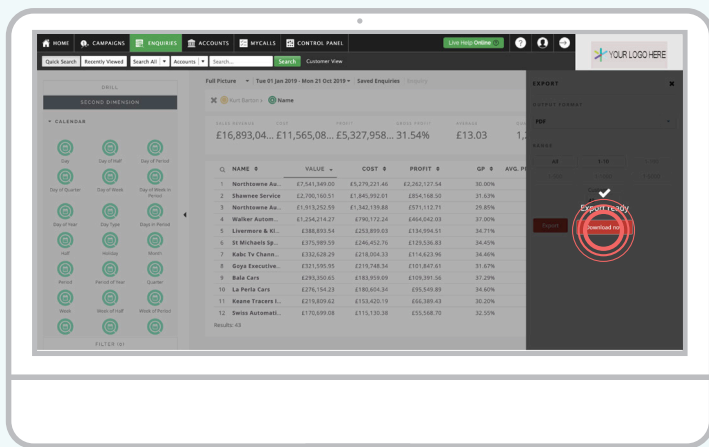 HOME CAMPAIGNS ENQUIRIES ACCOUNTS MYCALLS CONTROL PANEL Live Help Online
YOUR LOGO HERE
Quick Search Recently Viewed Search All Accounts Search... Search Customer View
DRILL
SECOND DIMENSION
CALENDAR
Day Day of Half Day of Period
Day of Quarter Day of Week Day of Week in Period
Day of Year Day Type Days in Period
Half Holiday Month
Period Period of Year Quarter
Week Week of Half Week of Period
FILTER (0)
Full Picture Tue 01 Jan 2019 - Mon 21 Oct 2019 Saved Enquiries
Kurt Bantor Name
£16,893,04... £11,565,08... £5,327,958... 31.54% £13.03
NAME VALUE COST PROFIT GP AVG. P
1 Northtowne Au... £7,541,349.00 £5,279,221.46 £2,262,127.54 30.00%
2 Shawnee Service £2,700,160.51 £1,845,992.01 £854,168.50 31.63%
3 Northtowne Au... £1,913,252.59 £1,342,139.88 £571,112.71 29.85%
4 Walker Autom... £1,254,214.27 £790,172.24 £464,042.03 37.00%
5 Livermore & Kl... £388,893.54 £253,899.03 £134,994.51 34.71%
6 St Michaels Sp... £375,989.59 £246,452.76 £129,536.83 34.45%
7 Kabc Tv Chann... £332,628.29 £218,004.33 £114,623.96 34.46%
8 Goya Executive... £321,595.95 £219,748.34 £101,847.61 31.67%
9 Bala Cars £293,350.65 £183,959.09 £109,391.56 37.29%
10 La Perla Cars £276,154.23 £180,604.34 £95,549.89 34.60%
11 Keane Tracers I... £219,809.62 £153,420.19 £66,389.43 30.20%
12 Swiss Automati... £170,699.08 £115,130.38 £55,568.70 32.55%
Results: 43
EXPORT
OUTPUT FORMAT
PDF
RANGE
All 1-10
Export ready
Export Download now